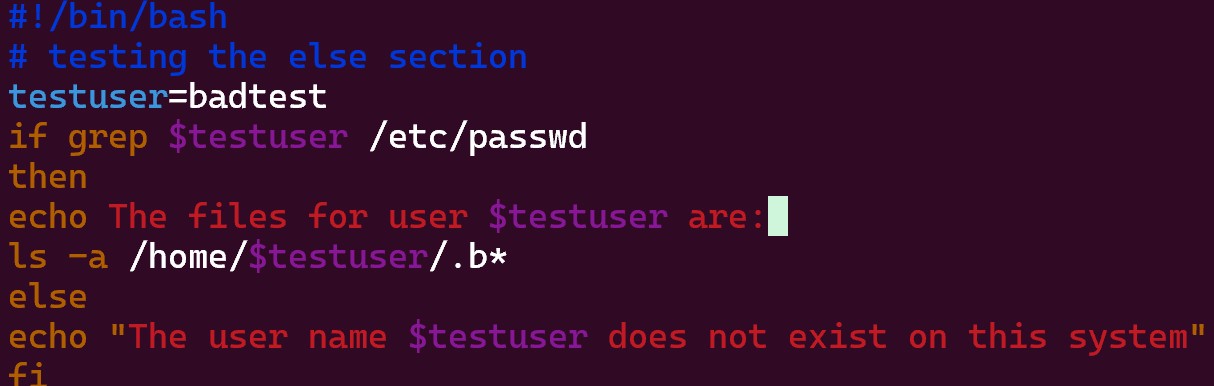 #!/bin/bash
# testing the else section
testuser=badtest
if grep $testuser /etc/passwd
then
echo The files for user $testuser are:
ls -a /home/$testuser/.b*
else
echo "The user name $testuser does not exist on this system"
fi